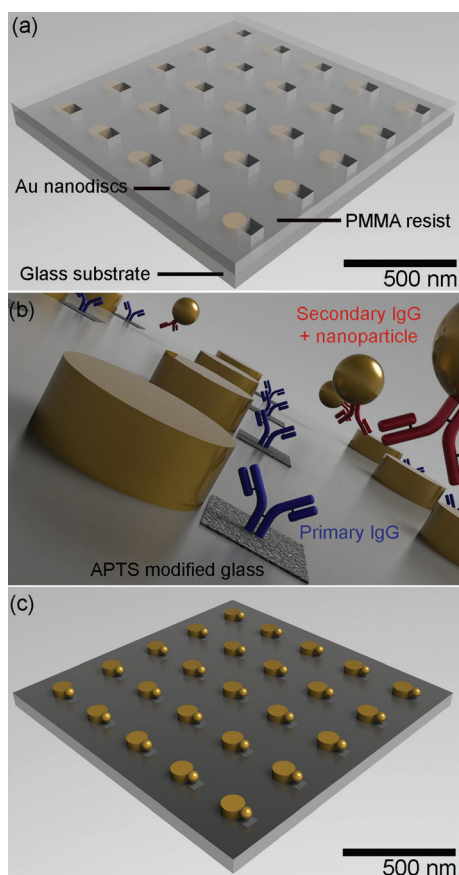 (a)
Au nanodiscs
PMMA resist
Glass substrate
500 nm
(b)
Secondary IgG
+ nanoparticle
Primary IgG
APTS modified glass
(c)
500 nm